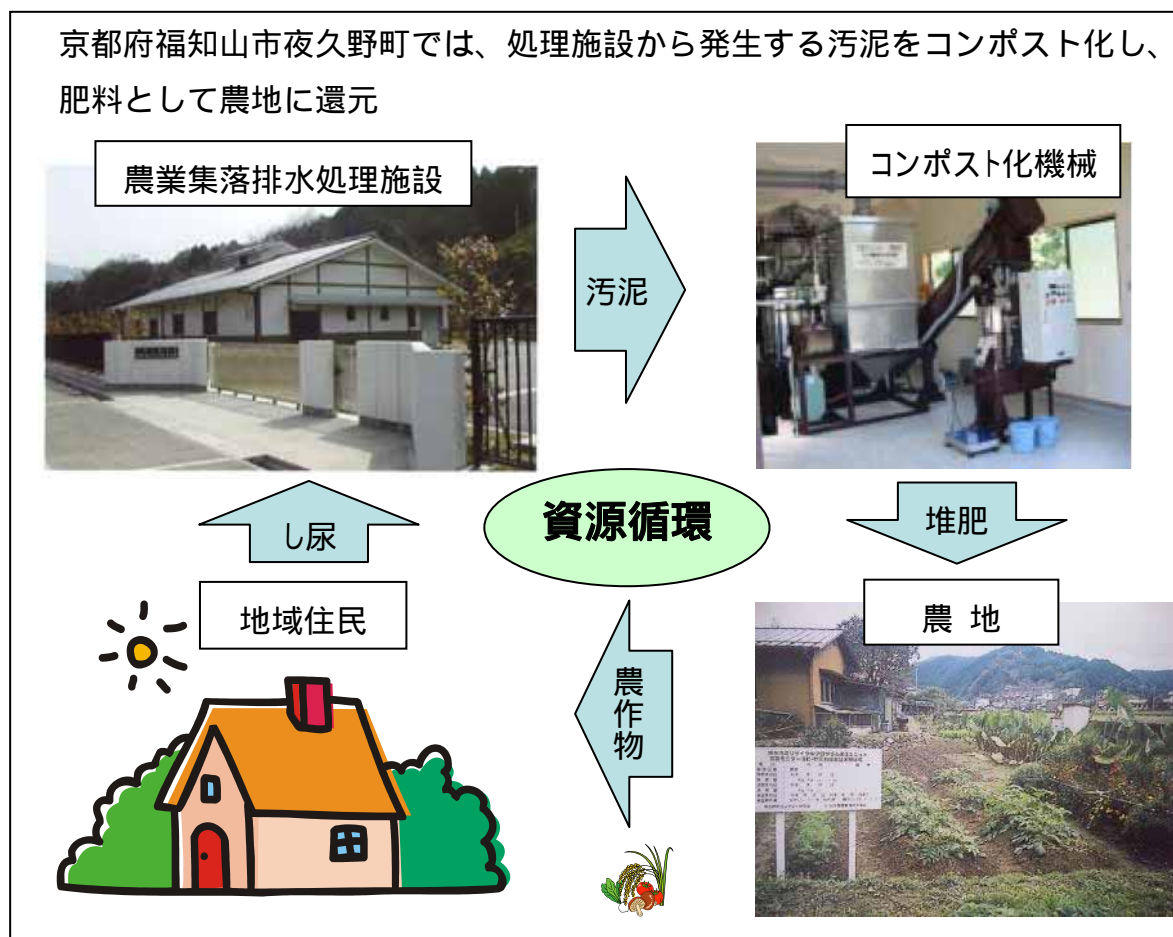 京都府福知山市夜久野町では、処理施設から発生する汚泥をコンポスト化し、
肥料として農地に還元
農業集落排水処理施設
汚泥
コンポスト化機械
し尿
資源循環
堆肥
地域住民
農作物
農 地